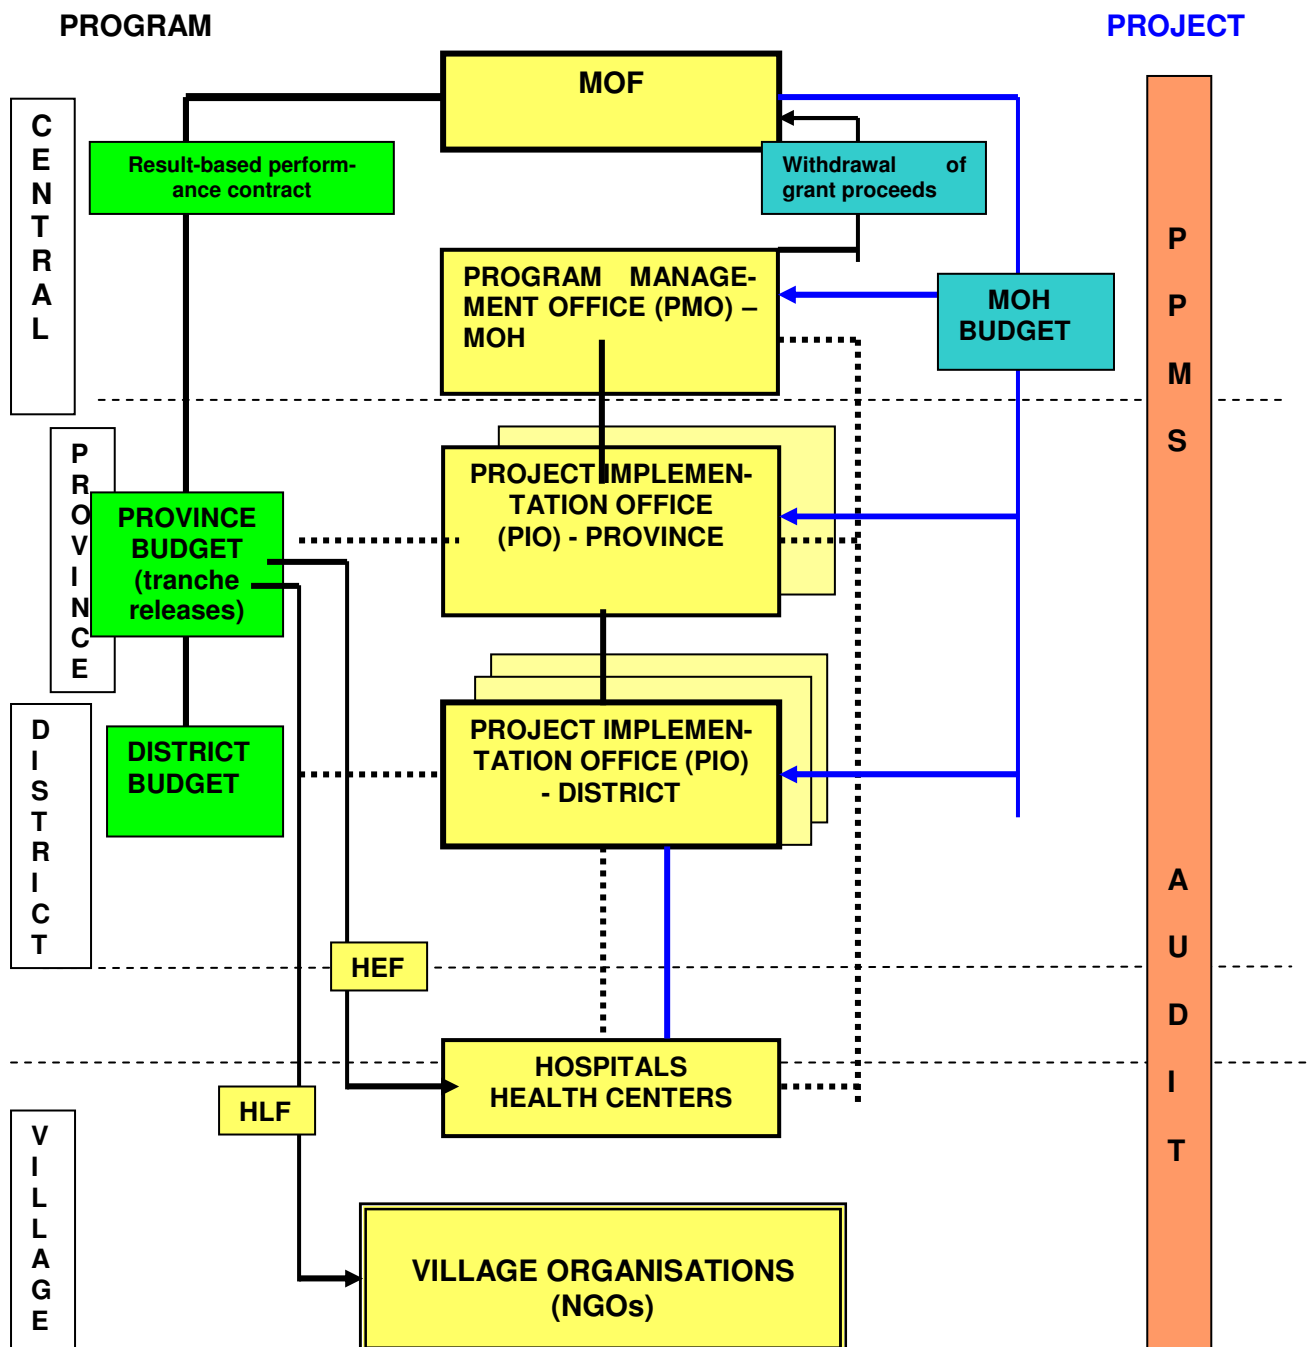 PROGRAM
PROJECT
MOF
CENTRAL
Result-based perform-
ance contract
Withdrawal of
grant proceeds
PROGRAM MANAGE-
MENT OFFICE (PMO) –
MOH
MOH
BUDGET
PPMS
PROVINCE
PROJECT IMPLEMEN-
TATION OFFICE
(PIO) - PROVINCE
PROVINCE
BUDGET
(tranche
releases)
DISTRICT
PROJECT IMPLEMEN-
TATION OFFICE (PIO)
- DISTRICT
DISTRICT
BUDGET
AUDIT
HEF
HOSPITALS
HEALTH CENTERS
HLF
VILLAGE
VILLAGE ORGANISATIONS
(NGOs)